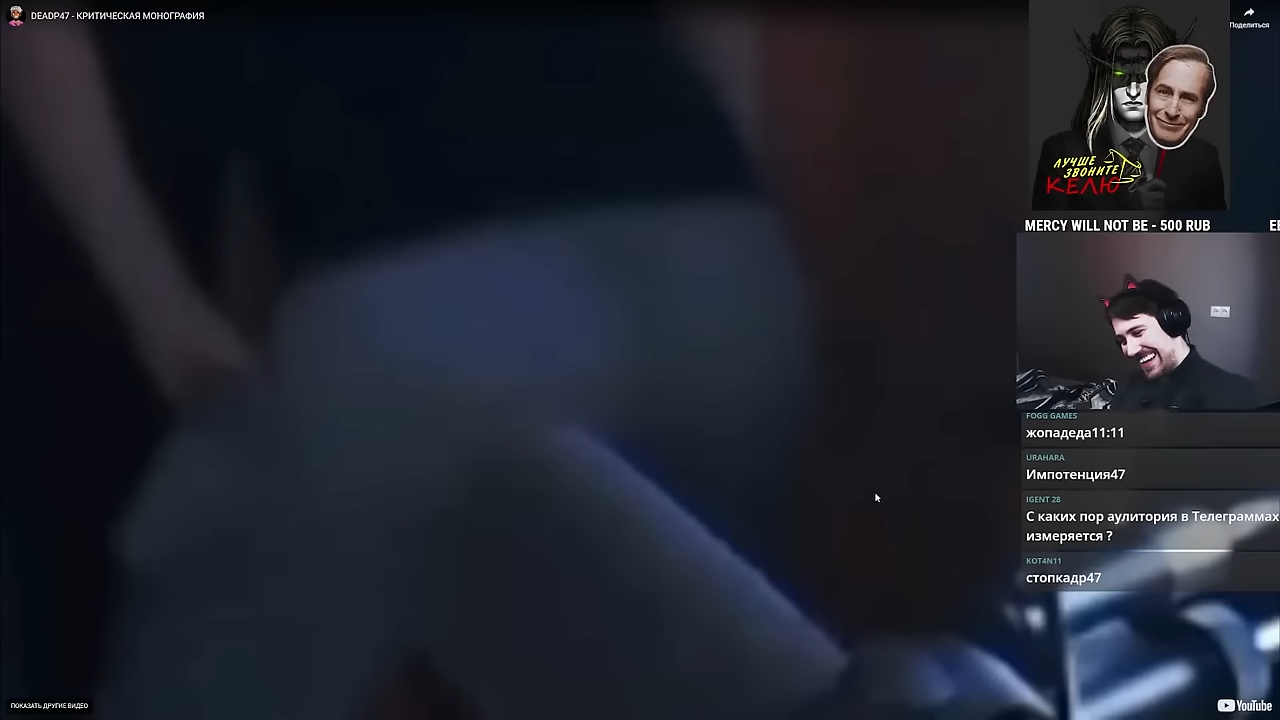 DEADP47 - КРИТИЧЕСКАЯ МОНОГРАФИЯ
Поделиться
ЛУЧШЕ
ЗВОНИТЕ
КЕЛЮ
MERCY WILL NOT BE - 500 RUB
FOGG GAMES
жопадеда11:11
URAHARA
Импотенция47
IGENT 28
С каких пор аулитория в Телеграммах
измеряется ?
KOT4N11
стопкадр47
ПОКАЗАТЬ ДРУГИЕ ВИДЕО
YouTube